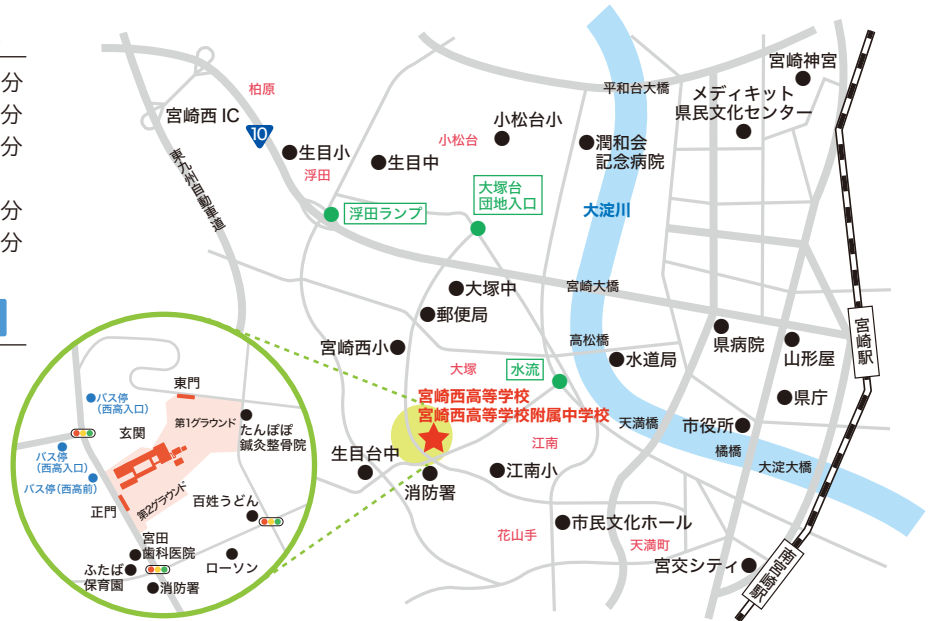 分
分
分
分
分
宮崎神宮
平和台大橋
メディキット
県民文化センター
柏原
宮崎西 IC
10
小松台小
小松台
潤和会
記念病院
生目小
生目中
浮田
東九州自動車道
浮田ランプ
大塚台
団地入口
大淀川
宮崎大橋
大塚中
郵便局
宮崎西小
高松橋
水道局
県病院
山形屋
宮崎駅
大塚
水流
県庁
宮崎西高等学校
宮崎西高等学校附属中学校
天満橋
市役所
橘橋
大淀大橋
江南
生目台中
消防署
江南小
市民文化ホール
花山手
天満町
宮交シティ
南宮崎駅
東門
バス停
(西高入口)
第1グラウンド
玄関
たんぽぽ
鍼灸整骨院
バス停
(西高入口)
バス停(西高前)
第2グラウンド
正門
百姓うどん
宮田
歯科医院
ローソン
ふたば
保育園
消防署